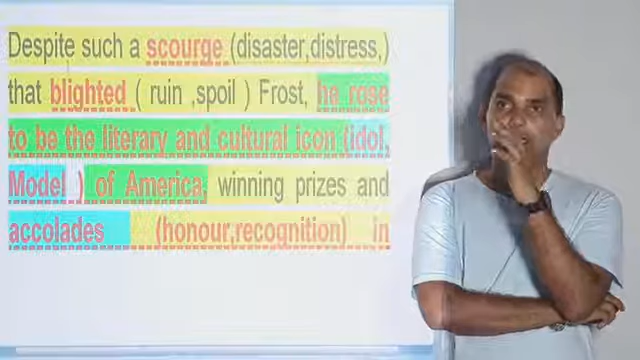 Despite such a scourge (disaster,distress,)
that blighted ( ruin ,spoil ) Frost, he rose
to be the literary and cultural icon (idol,
Model ) of America, winning prizes and
accolades (honour,recognition) in